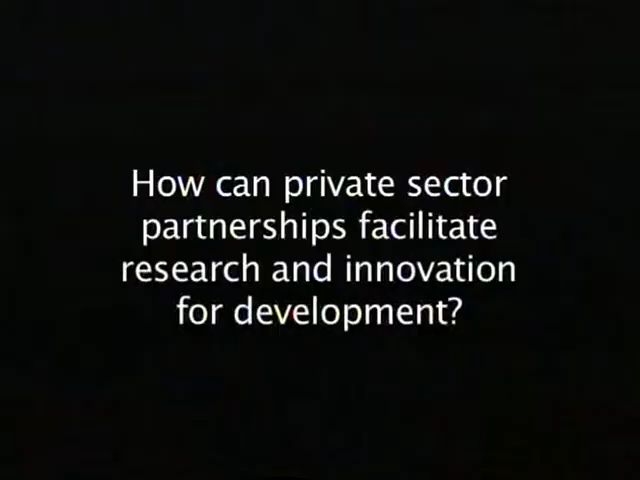 How can private sector
partnerships facilitate
research and innovation
for development?